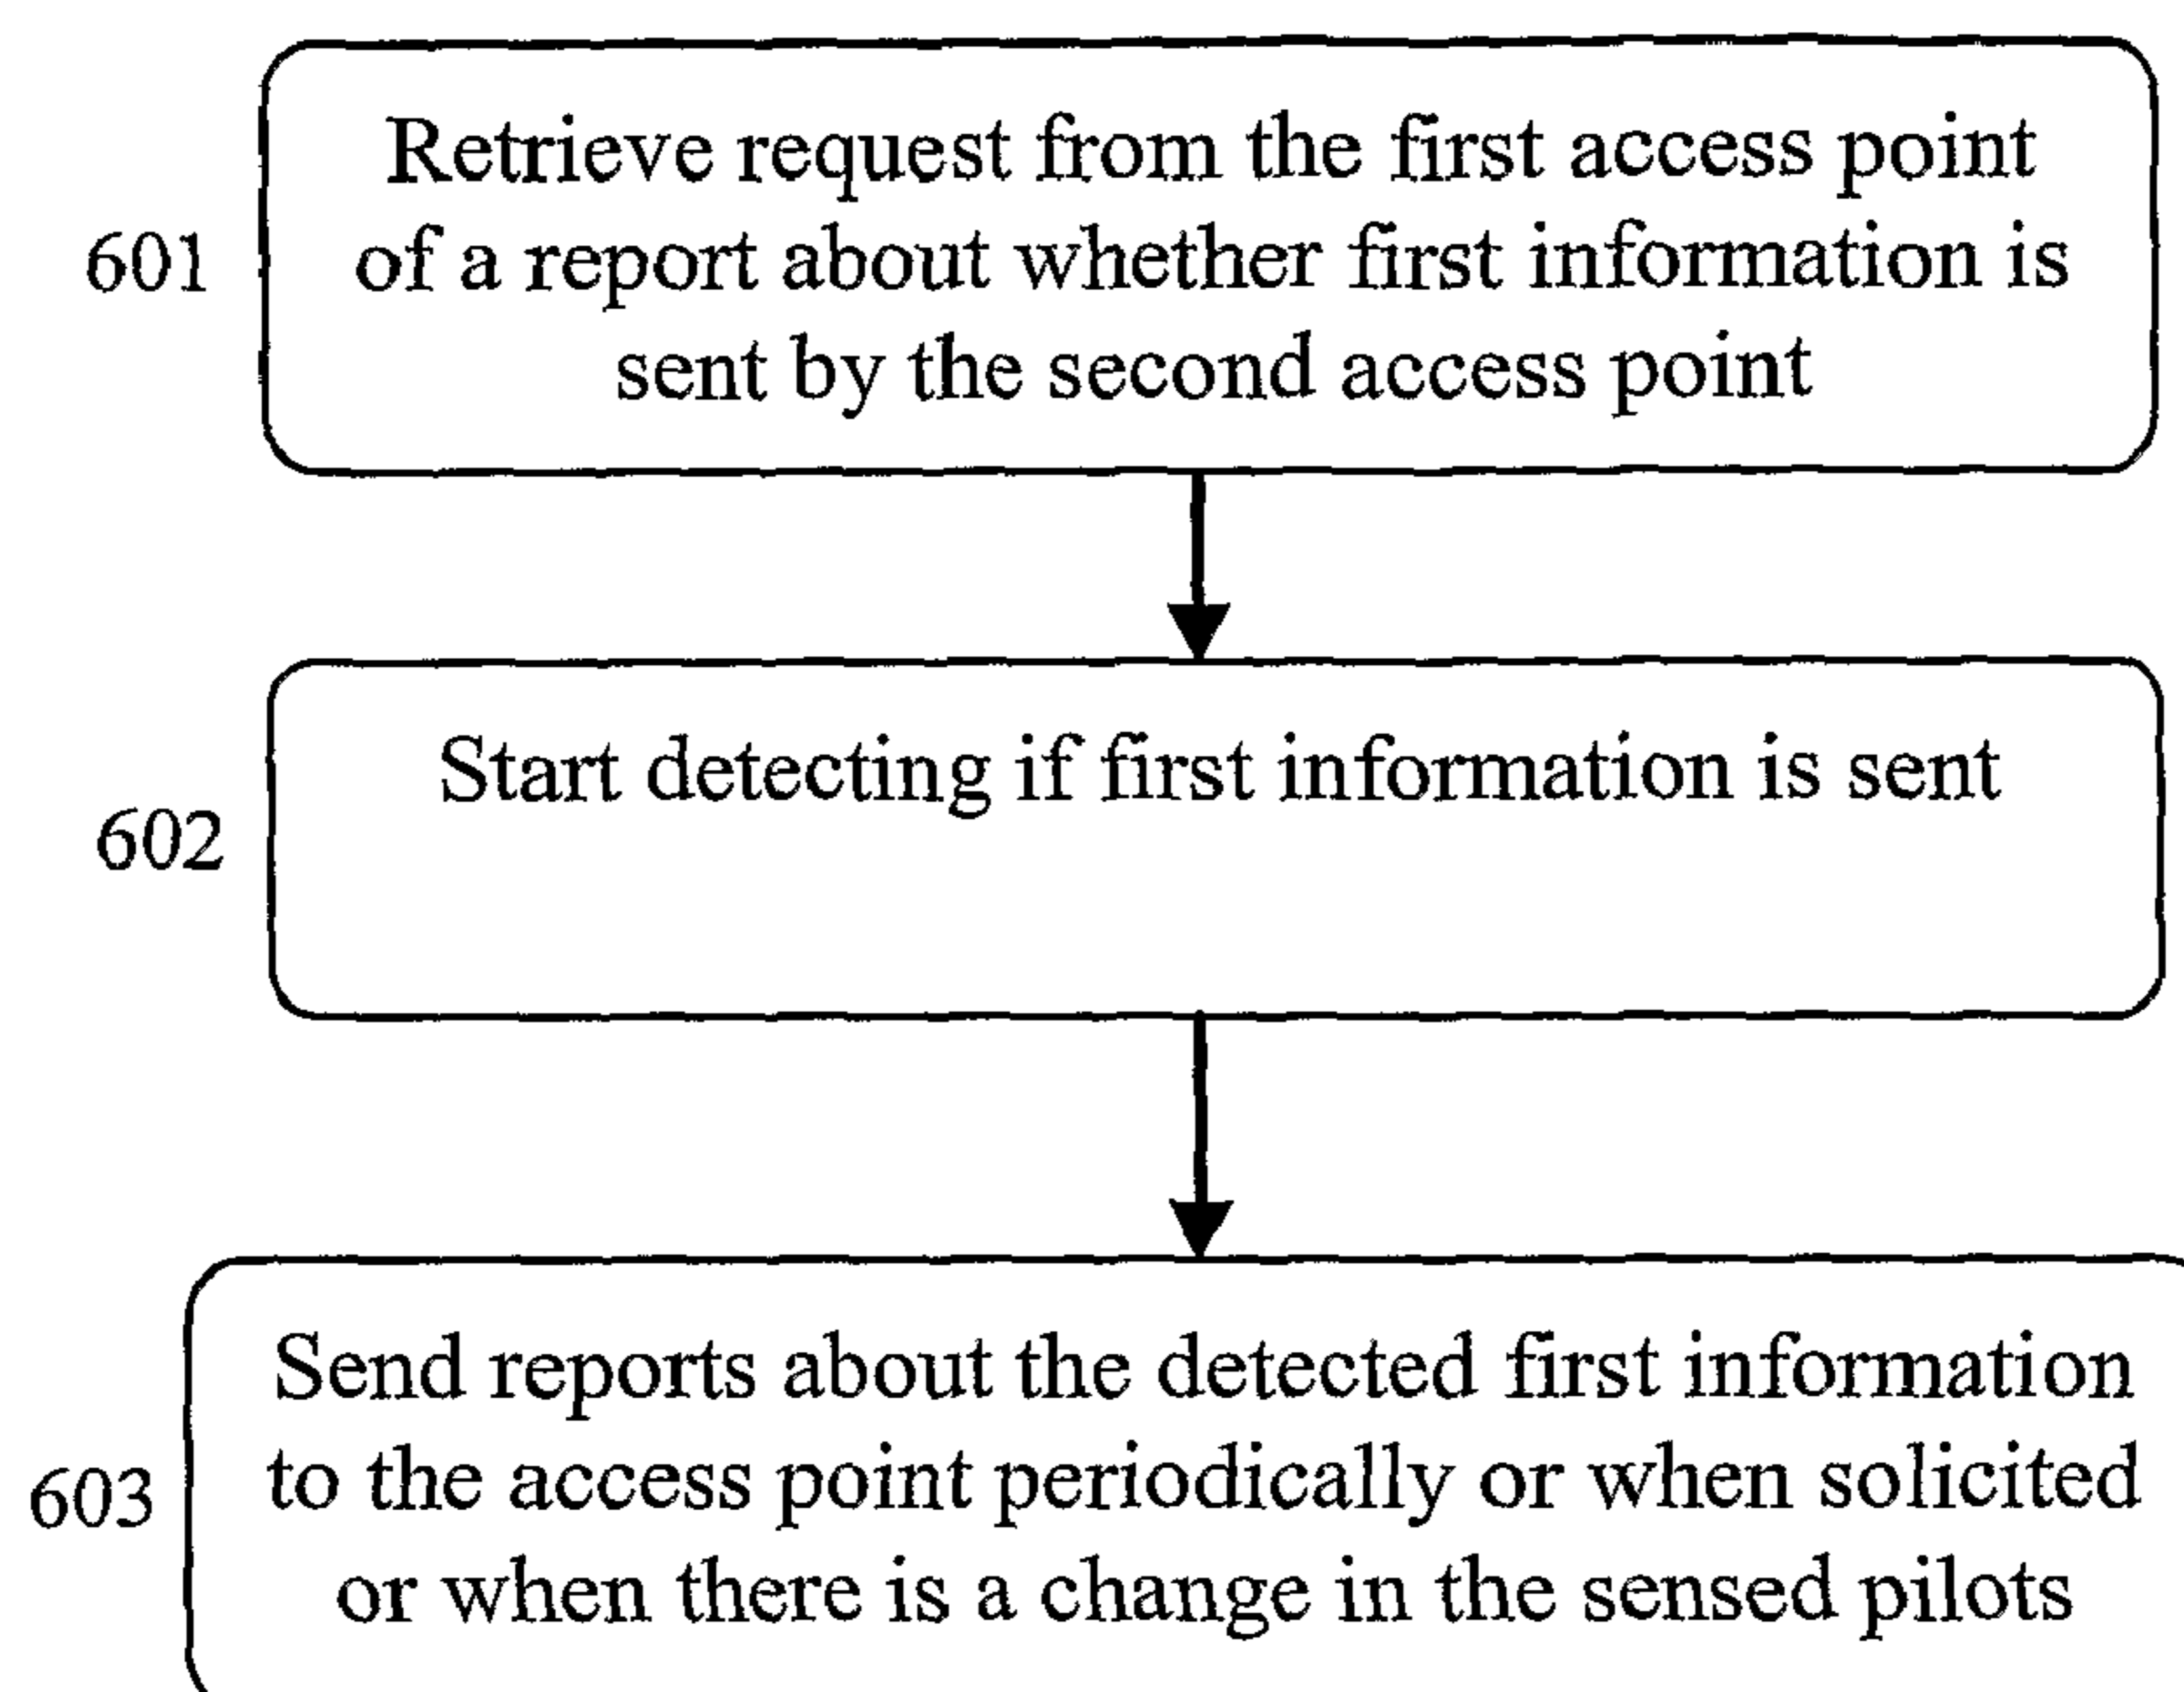 Retrieve request from the first access point
601
of a report about whether first information is
sent by the second access point
Start detecting if first information is sent
602
Send reports about the detected first information
to the access point periodically or when solicited
603
or when there is a change in the sensed pilots